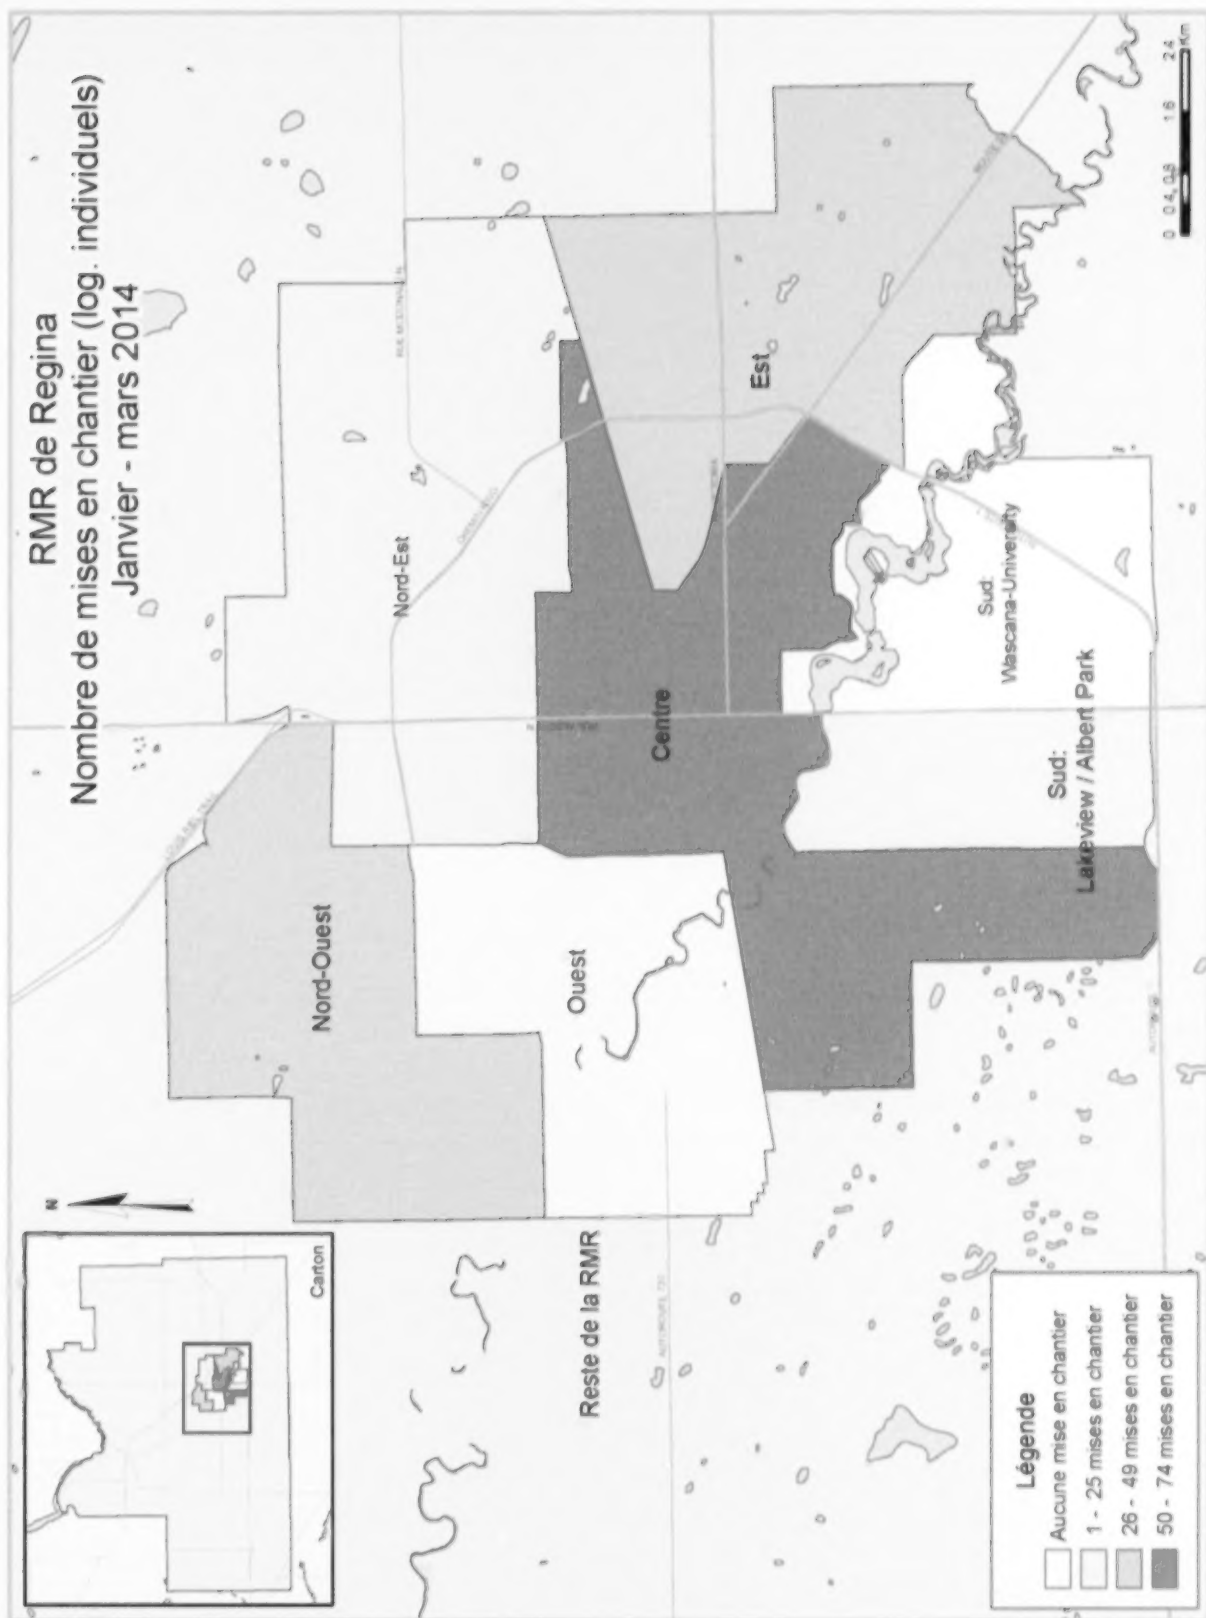 RMR de Regina
Nombre de mises en chantier (log. individuels)
Janvier - mars 2014
N
Carton
Nord-Ouest
Nord-Est
Ouest
Centre
Est
Sud:
Wascana-University
Sud:
Lakeview / Albert Park
Reste de la RMR
Légende
Aucune mise en chantier
1 - 25 mises en chantier
26 - 49 mises en chantier
50 - 74 mises en chantier
0 0.4 0.8 1.6 2.4
Km